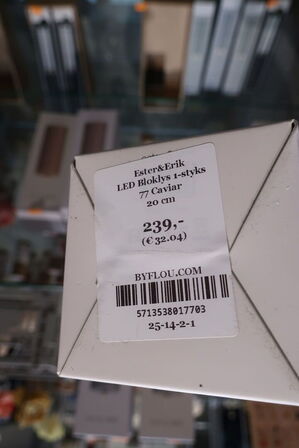 Ester&Erik
LED Bloklys 1-styks
77 Caviar
20 cm
239,-
(€ 32.04)
BYFLOU.COM
5713538017703
25-14-2-1